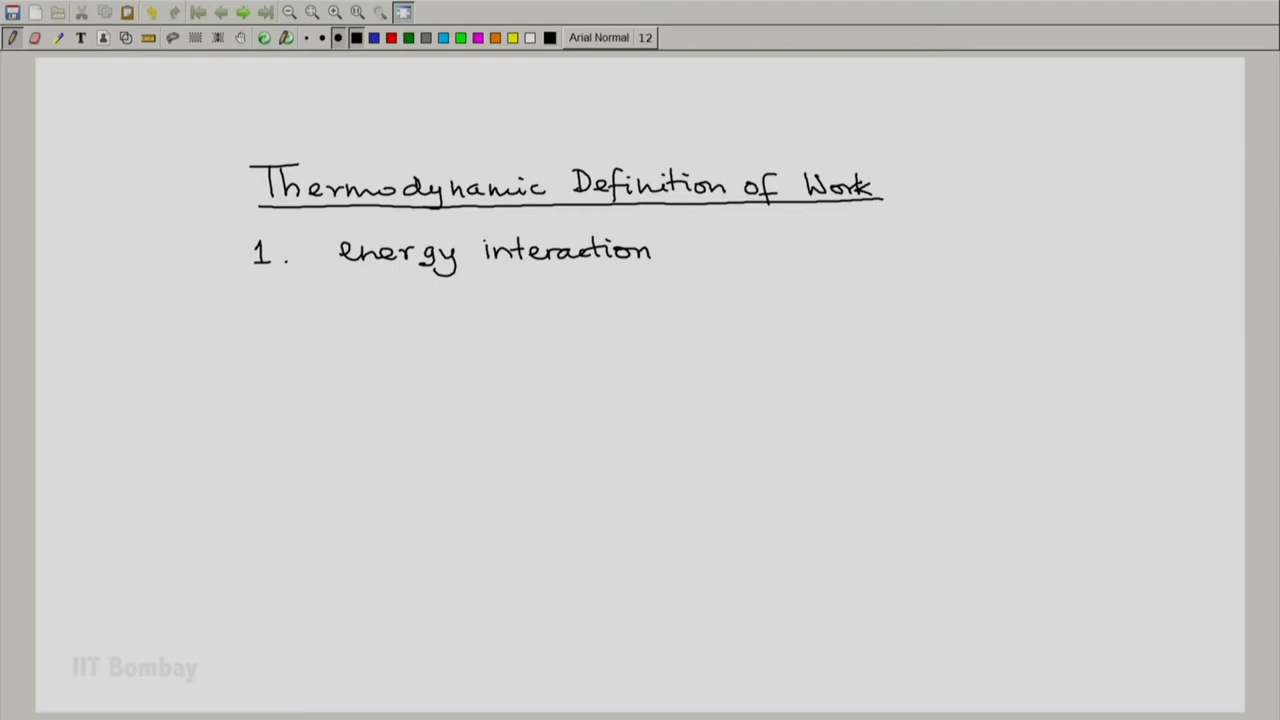 T
Arial Normal 12
Thermodynamic Definition of Work
1. energy interaction
IIT Bombay